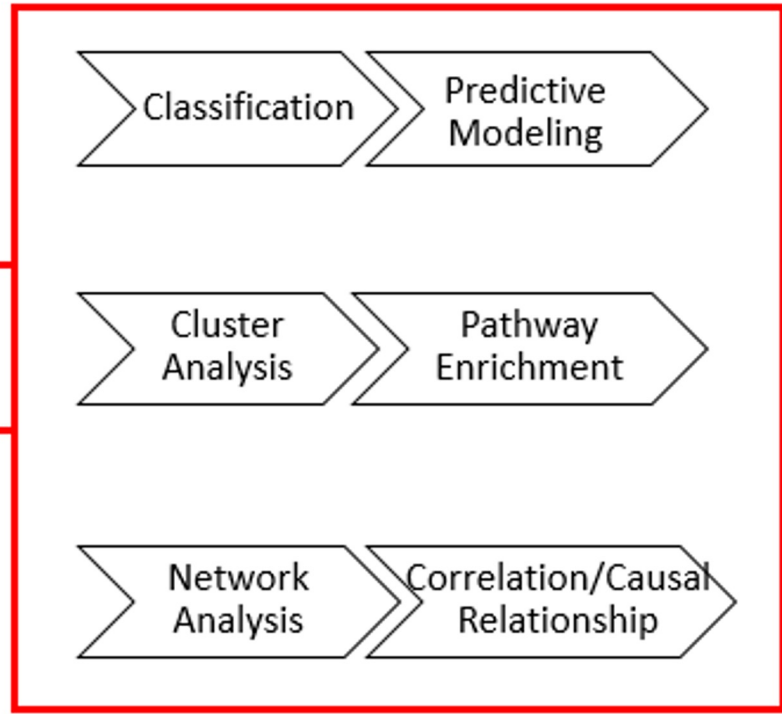 Classification
Predictive
Modeling
Cluster
Analysis
Pathway
Enrichment
Network
Analysis
Correlation/Causal
Relationship